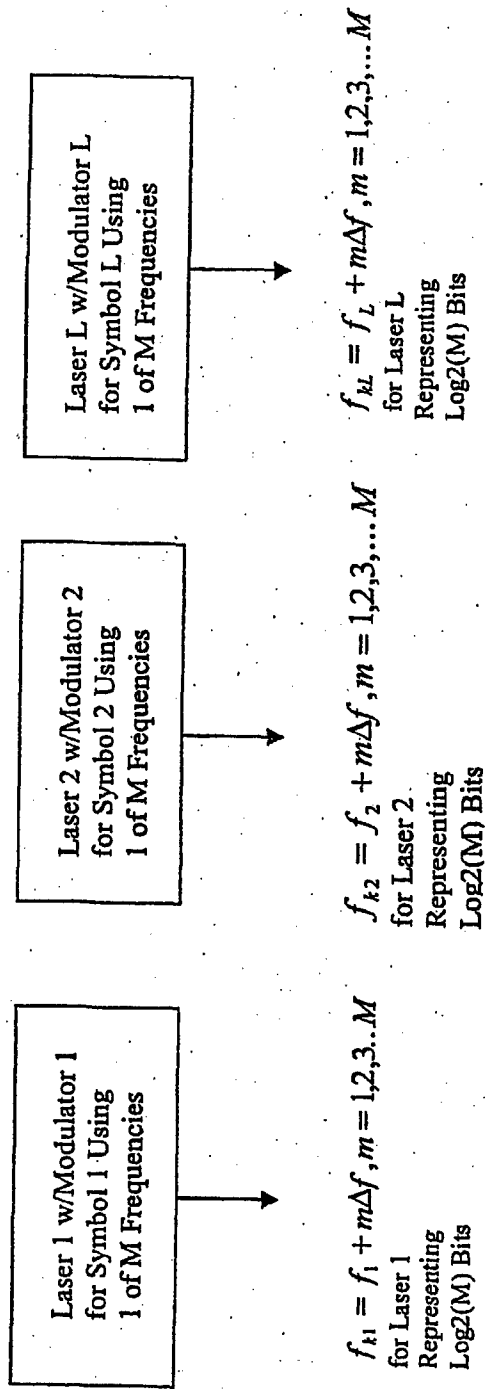 Laser 1 w/Modulator 1
for Symbol 1 Using
1 of M Frequencies
f_{k1} = f_1 + mΔf, m = 1,2,3..M
for Laser 1
Representing
Log2(M) Bits
Laser 2 w/Modulator 2
for Symbol 2 Using
1 of M Frequencies
f_{k2} = f_2 + mΔf, m = 1,2,3,...M
for Laser 2
Representing
Log2(M) Bits
Laser L w/Modulator L
for Symbol L Using
1 of M Frequencies
f_{kL} = f_L + mΔf, m = 1,2,3,...M
for Laser L
Representing
Log2(M) Bits